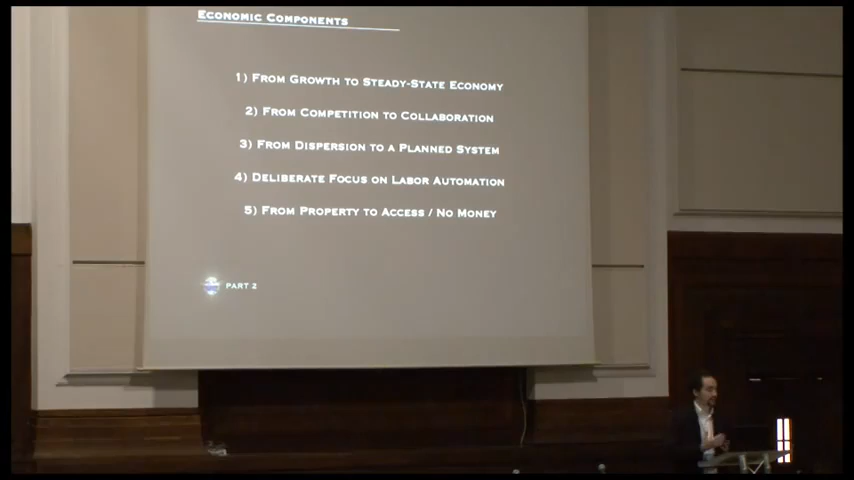 Economic Components
1) From Growth to Steady-State Economy
2) From Competition to Collaboration
3) From Dispersion to a Planned System
4) Deliberate Focus on Labor Automation
5) From Property to Access / No Money
Part 2